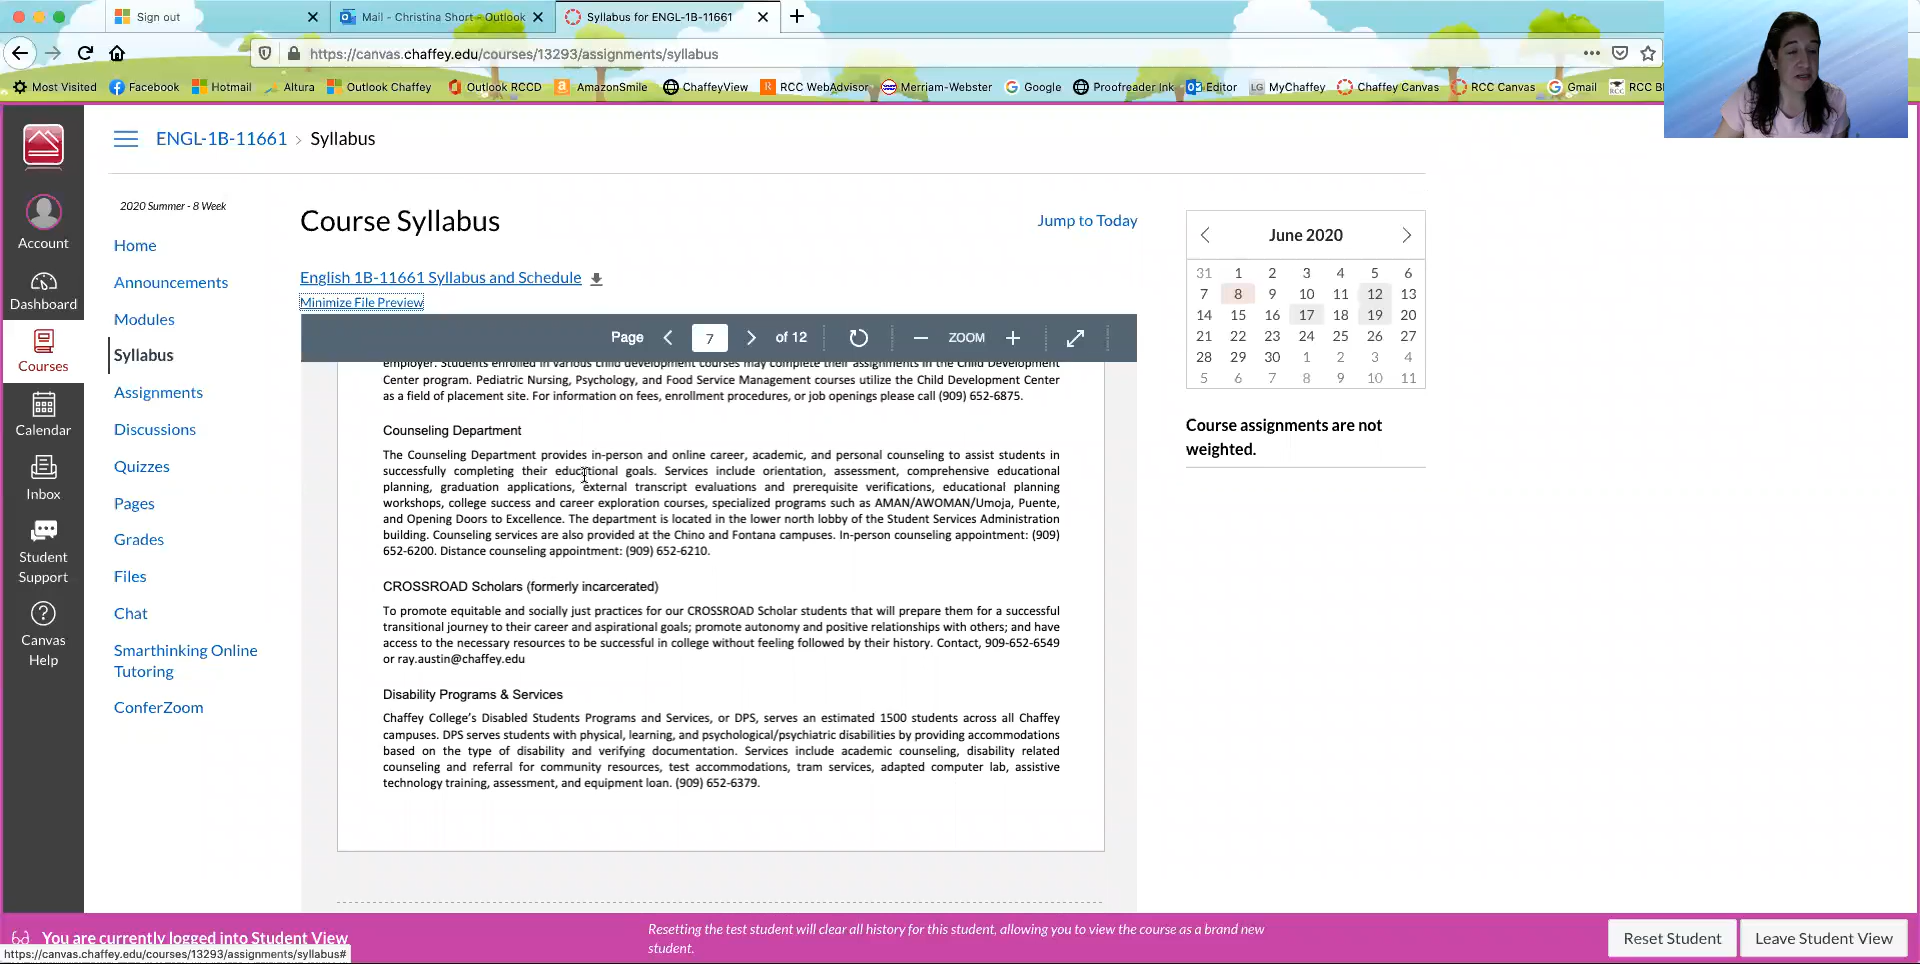 Sign out
Mail - Christina Short - Outlook
Syllabus for ENGL-1B-11661
https://canvas.chaffey.edu/courses/13293/assignments/syllabus
Most Visited Facebook Hotmail Altura Outlook Chaffey Outlook RCCD AmazonSmile ChaffeyView RCC WebAdvisor Merriam-Webster Google Proofreader Ink Editor LG MyChaffey Chaffey Canvas RCC Canvas Gmail RCC
ENGL-1B-11661 › Syllabus
Account
Dashboard
Courses
Calendar
Inbox
Student
Support
Canvas
Help
2020 Summer - 8 Week
Home
Announcements
Modules
Syllabus
Assignments
Discussions
Quizzes
Pages
Grades
Files
Chat
Smarthinking Online
Tutoring
ConferZoom
Course Syllabus
Jump to Today
English 1B-11661 Syllabus and Schedule
Minimize File Preview
Page 7 of 12 ZOOM
employer. Students enrolled in various child development courses may complete their assignments in the Child Development
Center program. Pediatric Nursing, Psychology, and Food Service Management courses utilize the Child Development Center
as a field of placement site. For information on fees, enrollment procedures, or job openings please call (909) 652-6875.
Counseling Department
The Counseling Department provides in-person and online career, academic, and personal counseling to assist students in
successfully completing their educational goals. Services include orientation, assessment, comprehensive educational
planning, graduation applications, external transcript evaluations and prerequisite verifications, educational planning
workshops, college success and career exploration courses, specialized programs such as AMAN/AWOMAN/Umoja, Puente,
and Opening Doors to Excellence. The department is located in the lower north lobby of the Student Services Administration
building. Counseling services are also provided at the Chino and Fontana campuses. In-person counseling appointment: (909)
652-6200. Distance counseling appointment: (909) 652-6210.
CROSSROAD Scholars (formerly incarcerated)
To promote equitable and socially just practices for our CROSSROAD Scholar students that will prepare them for a successful
transitional journey to their career and aspirational goals; promote autonomy and positive relationships with others; and have
access to the necessary resources to be successful in college without feeling followed by their history. Contact, 909-652-6549
or ray.austin@chaffey.edu
Disability Programs & Services
Chaffey College's Disabled Students Programs and Services, or DPS, serves an estimated 1500 students across all Chaffey
campuses. DPS serves students with physical, learning, and psychological/psychiatric disabilities by providing accommodations
based on the type of disability and verifying documentation. Services include academic counseling, disability related
counseling and referral for community resources, test accommodations, tram services, adapted computer lab, assistive
technology training, assessment, and equipment loan. (909) 652-6379.
June 2020
31 1 2 3 4 5 6
7 8 9 10 11 12 13
14 15 16 17 18 19 20
21 22 23 24 25 26 27
28 29 30 1 2 3 4
5 6 7 8 9 10 11
Course assignments are not
weighted.
You are currently logged into Student View
Resetting the test student will clear all history for this student, allowing you to view the course as a brand new
student.
Reset Student
Leave Student View
https://canvas.chaffey.edu/courses/13293/assignments/syllabus#